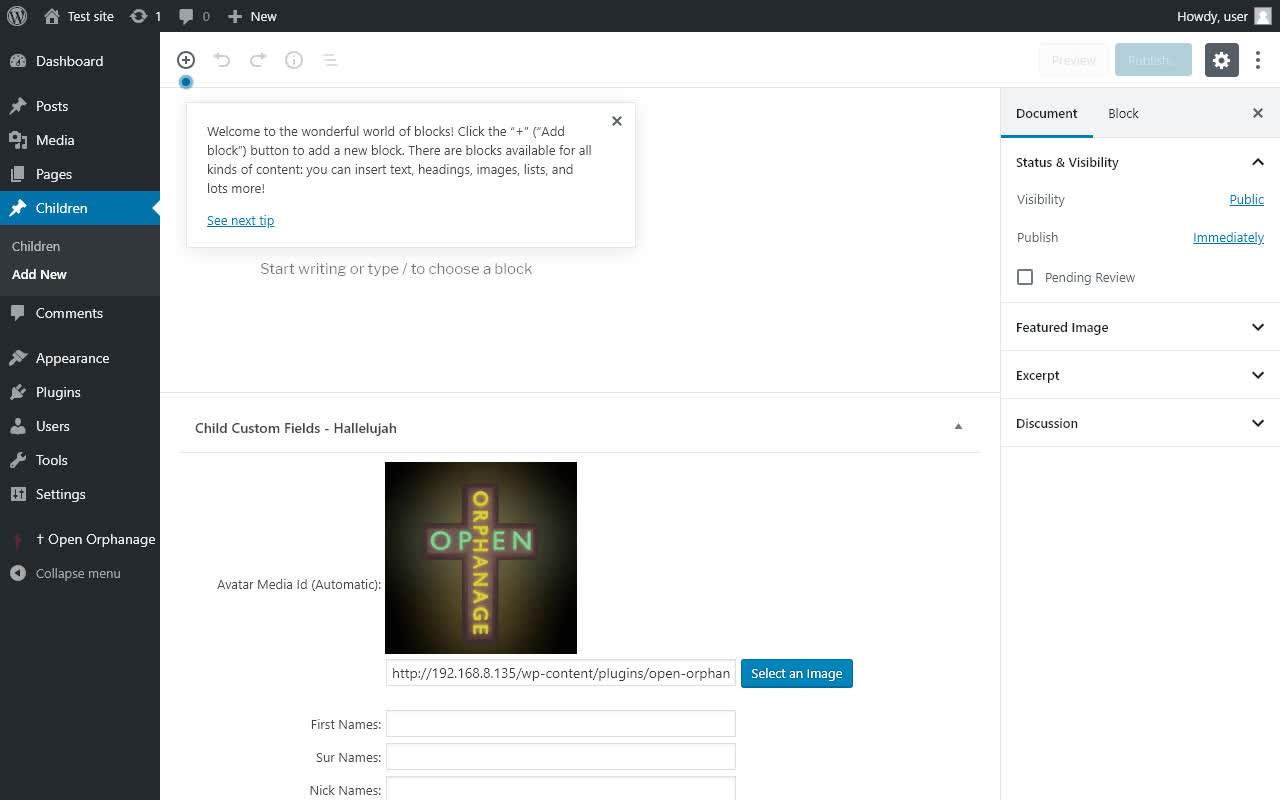 Test site 1 0 New Howdy, user
Dashboard
Posts
Media
Pages
Children
Children
Add New
Comments
Appearance
Plugins
Users
Tools
Settings
† Open Orphanage
Collapse menu
Preview Publish…
Welcome to the wonderful world of blocks! Click the “+” (“Add
block”) button to add a new block. There are blocks available for all
kinds of content: you can insert text, headings, images, lists, and
lots more!
See next tip
Start writing or type / to choose a block
Child Custom Fields - Hallelujah
OPEN
ORPHANAGE
Avatar Media Id (Automatic):
http://192.168.8.135/wp-content/plugins/open-orphan
Select an Image
First Names:
Sur Names:
Nick Names:
Document Block
Status & Visibility
Visibility Public
Publish Immediately
Pending Review
Featured Image
Excerpt
Discussion